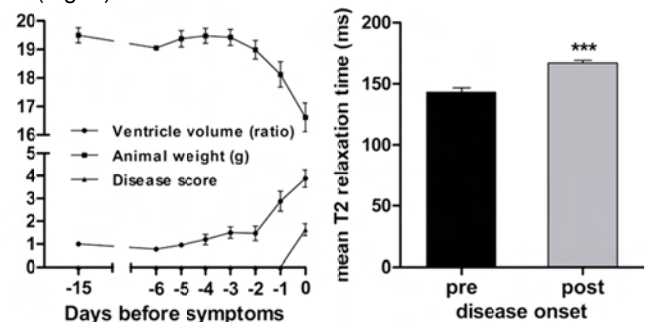 20
19
18
17
16
5
4
3
2
1
0
Ventricle volume (ratio)
Animal weight (g)
Disease score
-15 -6 -5 -4 -3 -2 -1 0
Days before symptoms
mean T2 relaxation time (ms)
200
150
100
50
0
***
pre post
disease onset